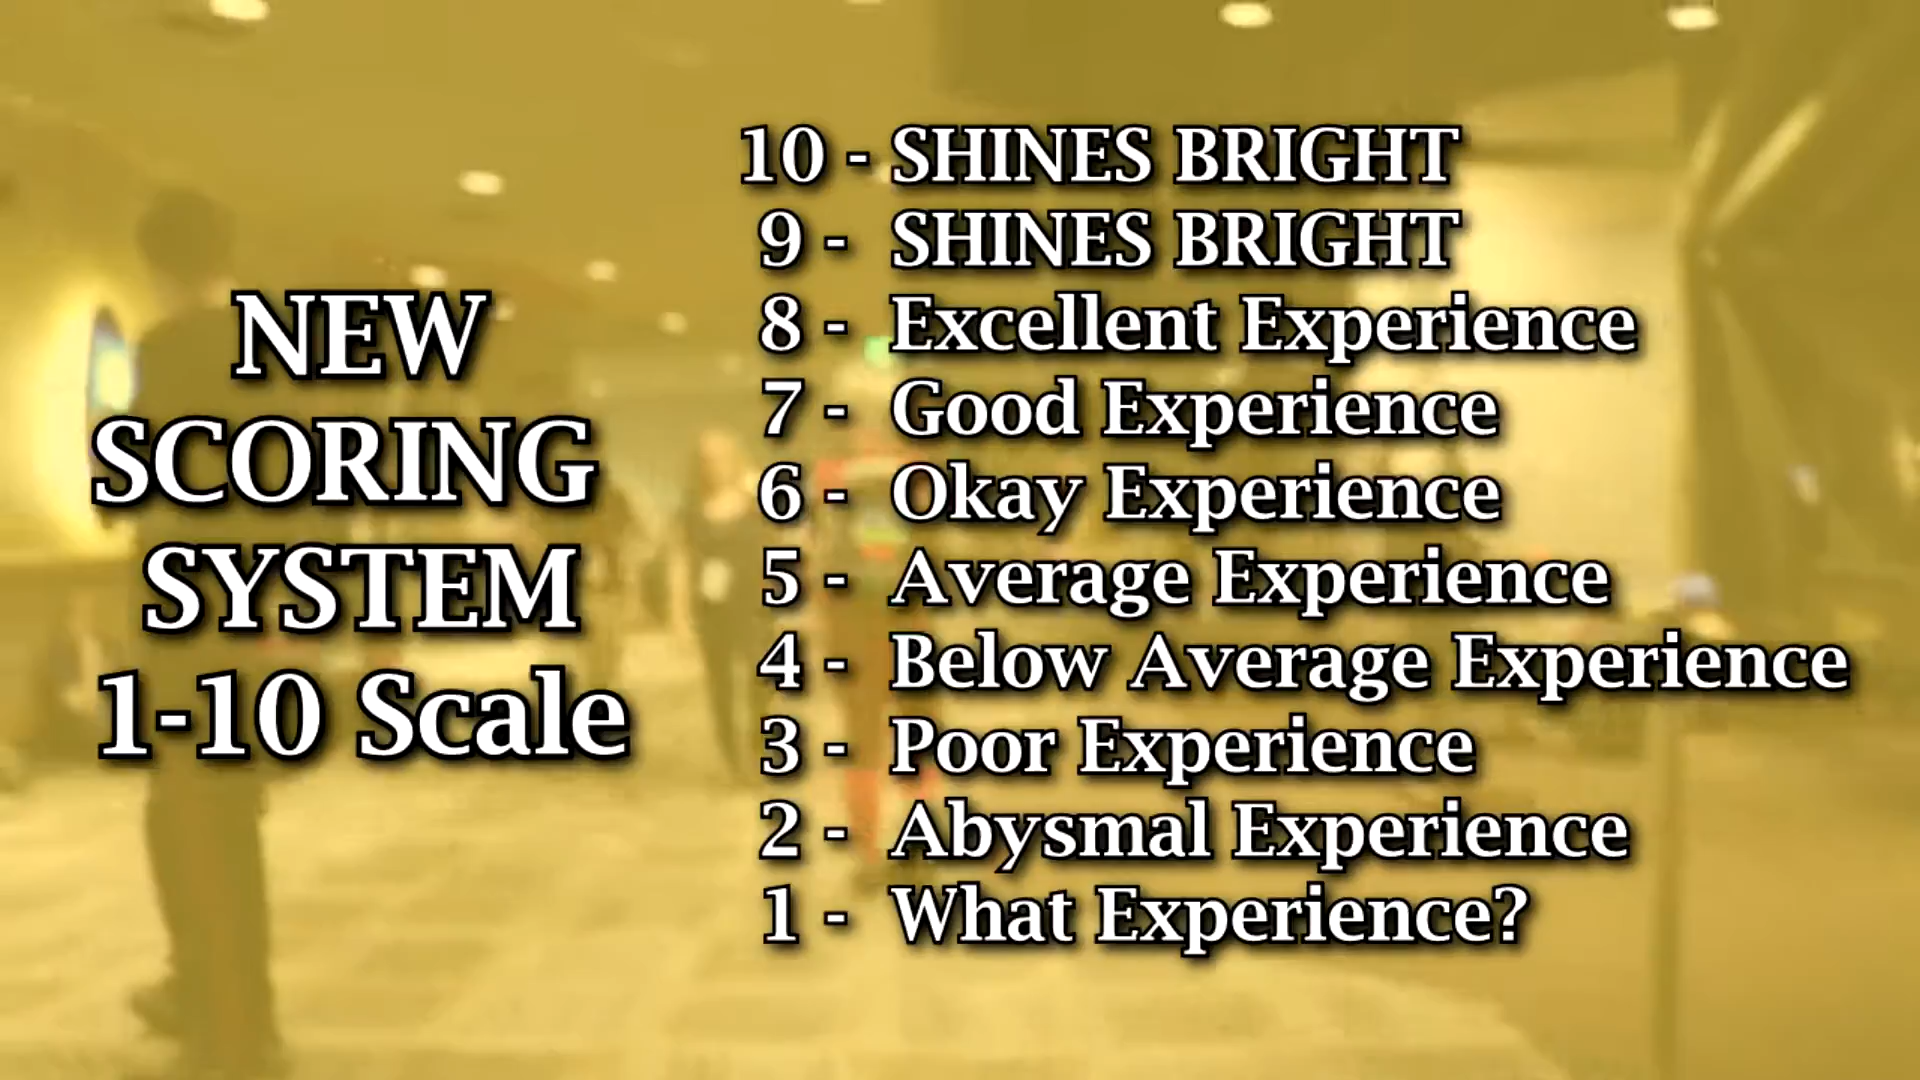 NEW
SCORING
SYSTEM
1-10 Scale
10 - SHINES BRIGHT
9 - SHINES BRIGHT
8 - Excellent Experience
7 - Good Experience
6 - Okay Experience
5 - Average Experience
4 - Below Average Experience
3 - Poor Experience
2 - Abysmal Experience
1 - What Experience?